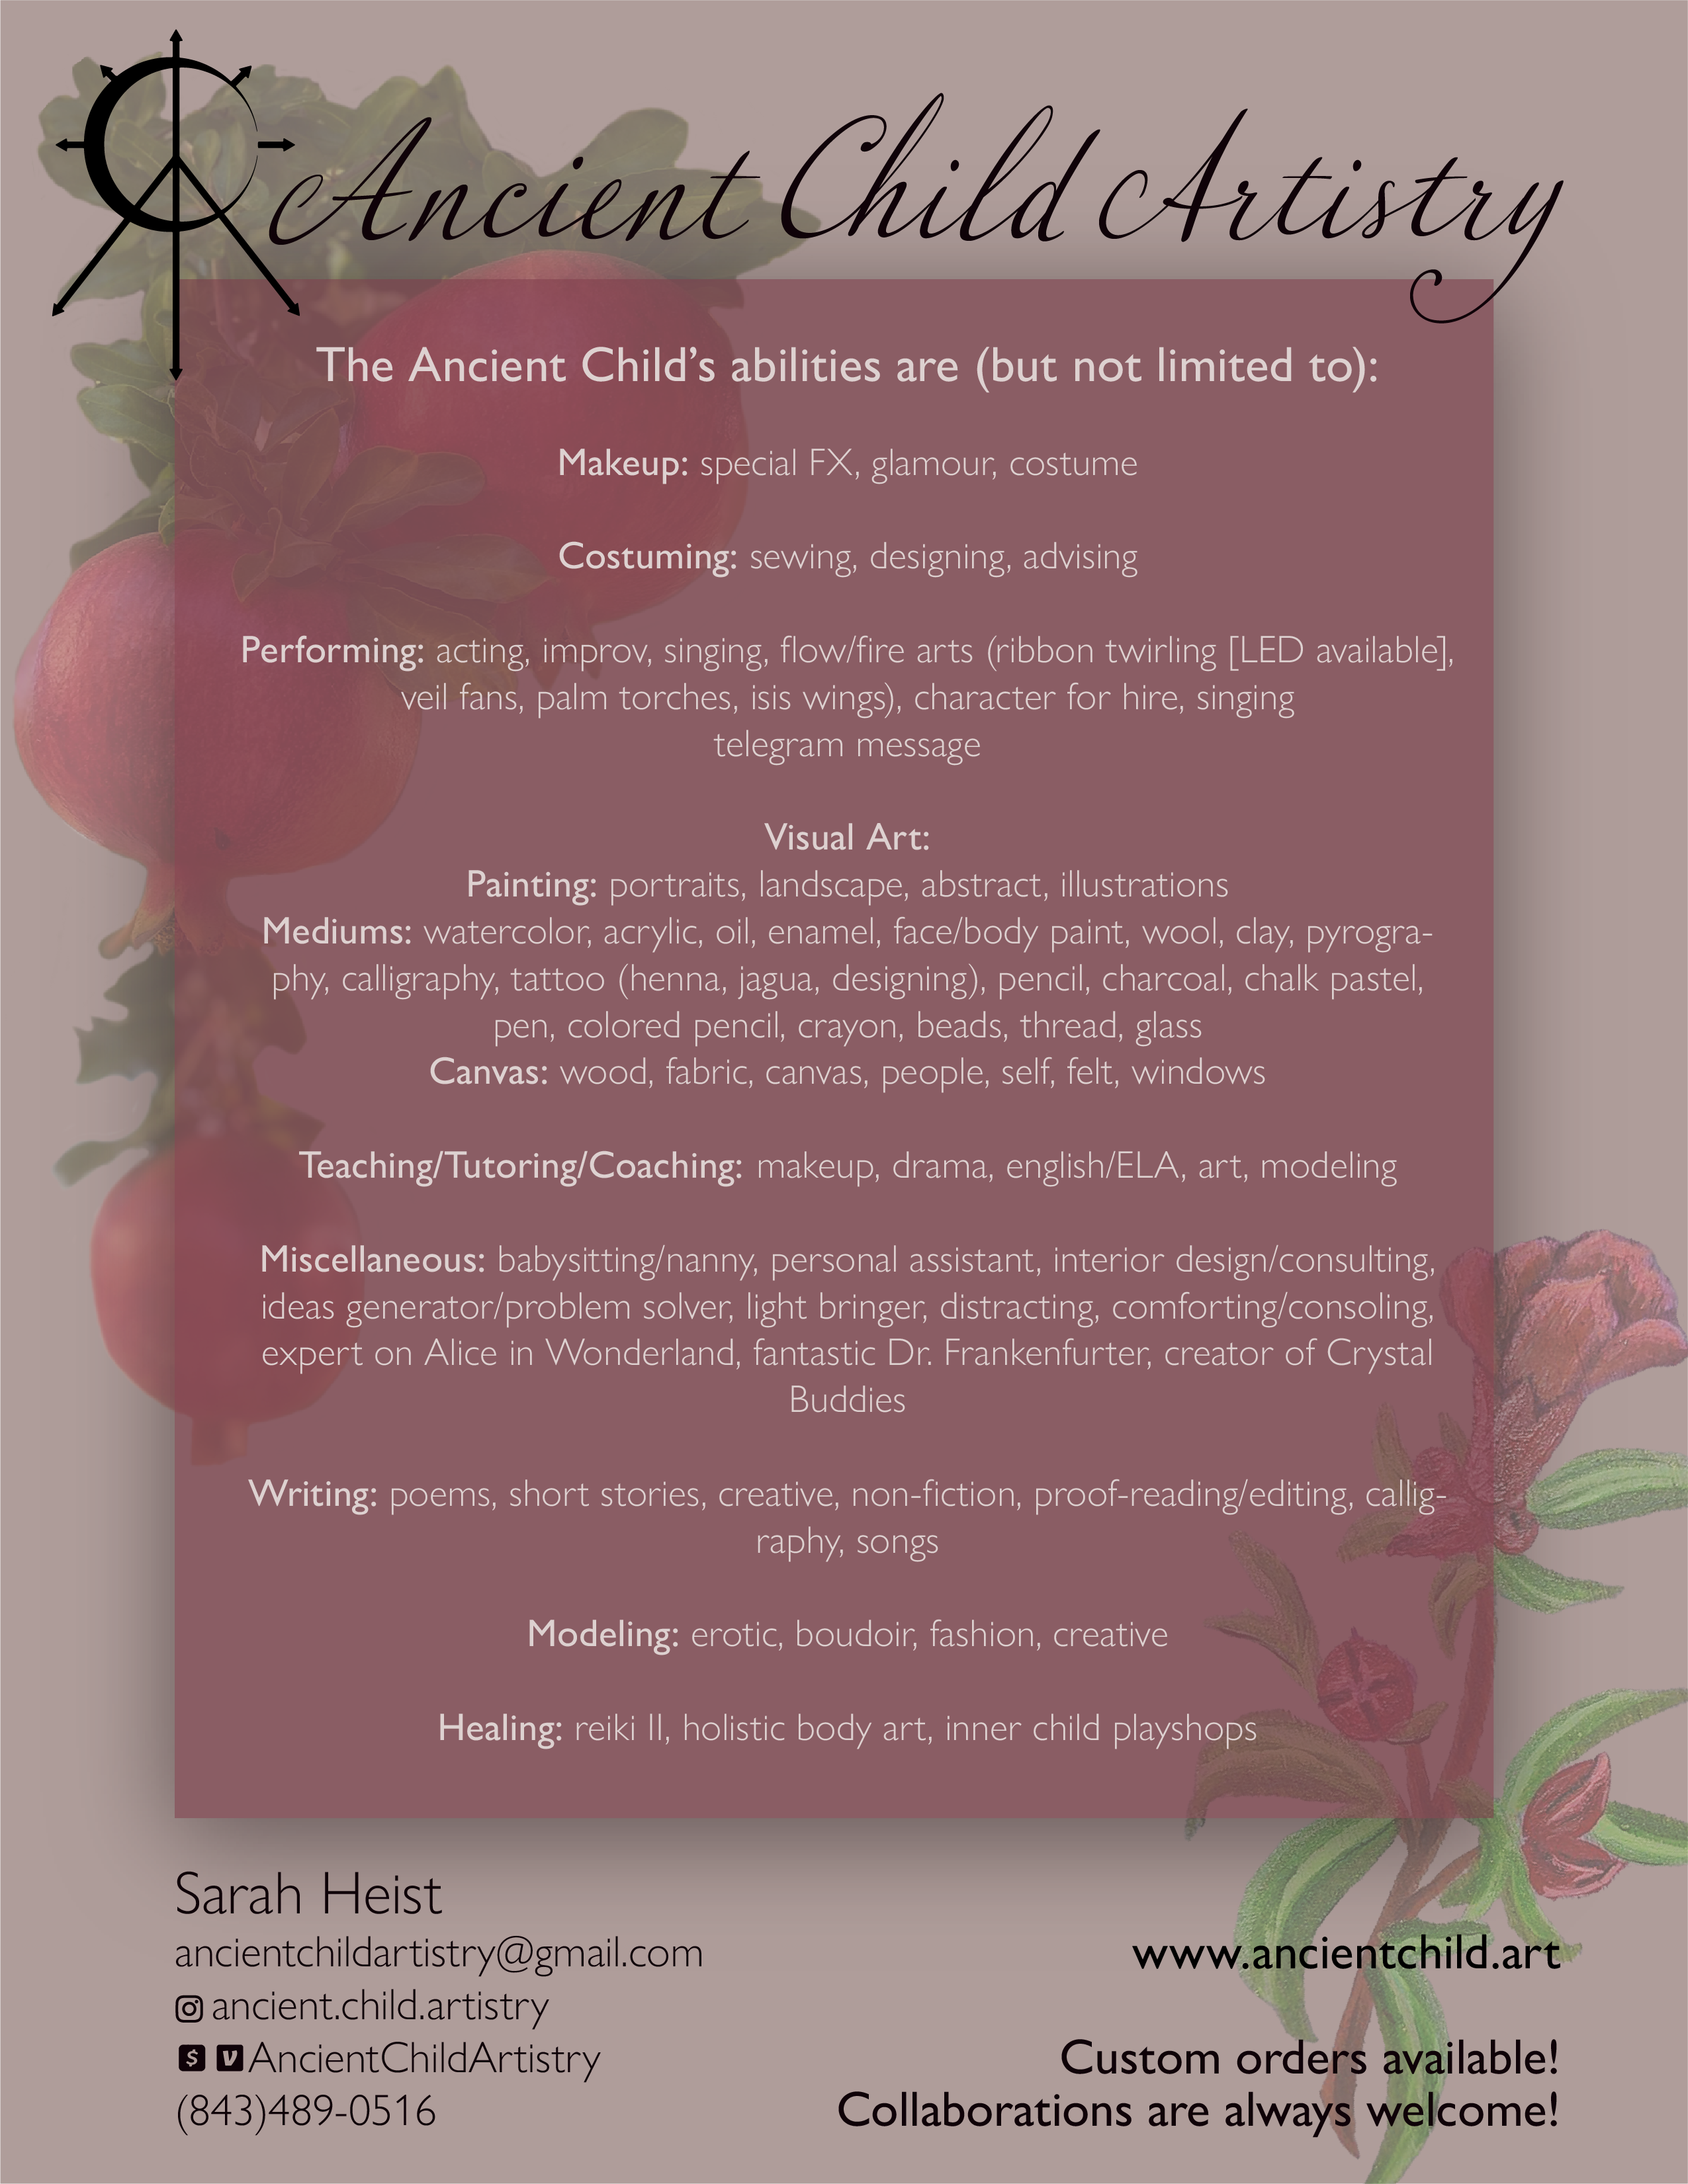 Ancient Child Artistry
The Ancient Child's abilities are (but not limited to):
Makeup: special FX, glamour, costume
Costuming: sewing, designing, advising
Performing: acting, improv, singing, flow/fire arts (ribbon twirling [LED available],
veil fans, palm torches, isis wings), character for hire, singing
telegram message
Visual Art:
Painting: portraits, landscape, abstract, illustrations
Mediums: watercolor, acrylic, oil, enamel, face/body paint, wool, clay, pyrogra-
phy, calligraphy, tattoo (henna, jagua, designing), pencil, charcoal, chalk pastel,
pen, colored pencil, crayon, beads, thread, glass
Canvas: wood, fabric, canvas, people, self, felt, windows
Teaching/Tutoring/Coaching: makeup, drama, english/ELA, art, modeling
Miscellaneous: babysitting/nanny, personal assistant, interior design/consulting,
ideas generator/problem solver, light bringer, distracting, comforting/consoling,
expert on Alice in Wonderland, fantastic Dr. Frankenfurter, creator of Crystal
Buddies
Writing: poems, short stories, creative, non-fiction, proof-reading/editing, callig-
raphy, songs
Modeling: erotic, boudoir, fashion, creative
Healing: reiki II, holistic body art, inner child playshops
Sarah Heist
ancientchildartistry@gmail.com
ancient.child.artistry
AncientChildArtistry
(843)489-0516
www.ancientchild.art
Custom orders available!
Collaborations are always welcome!